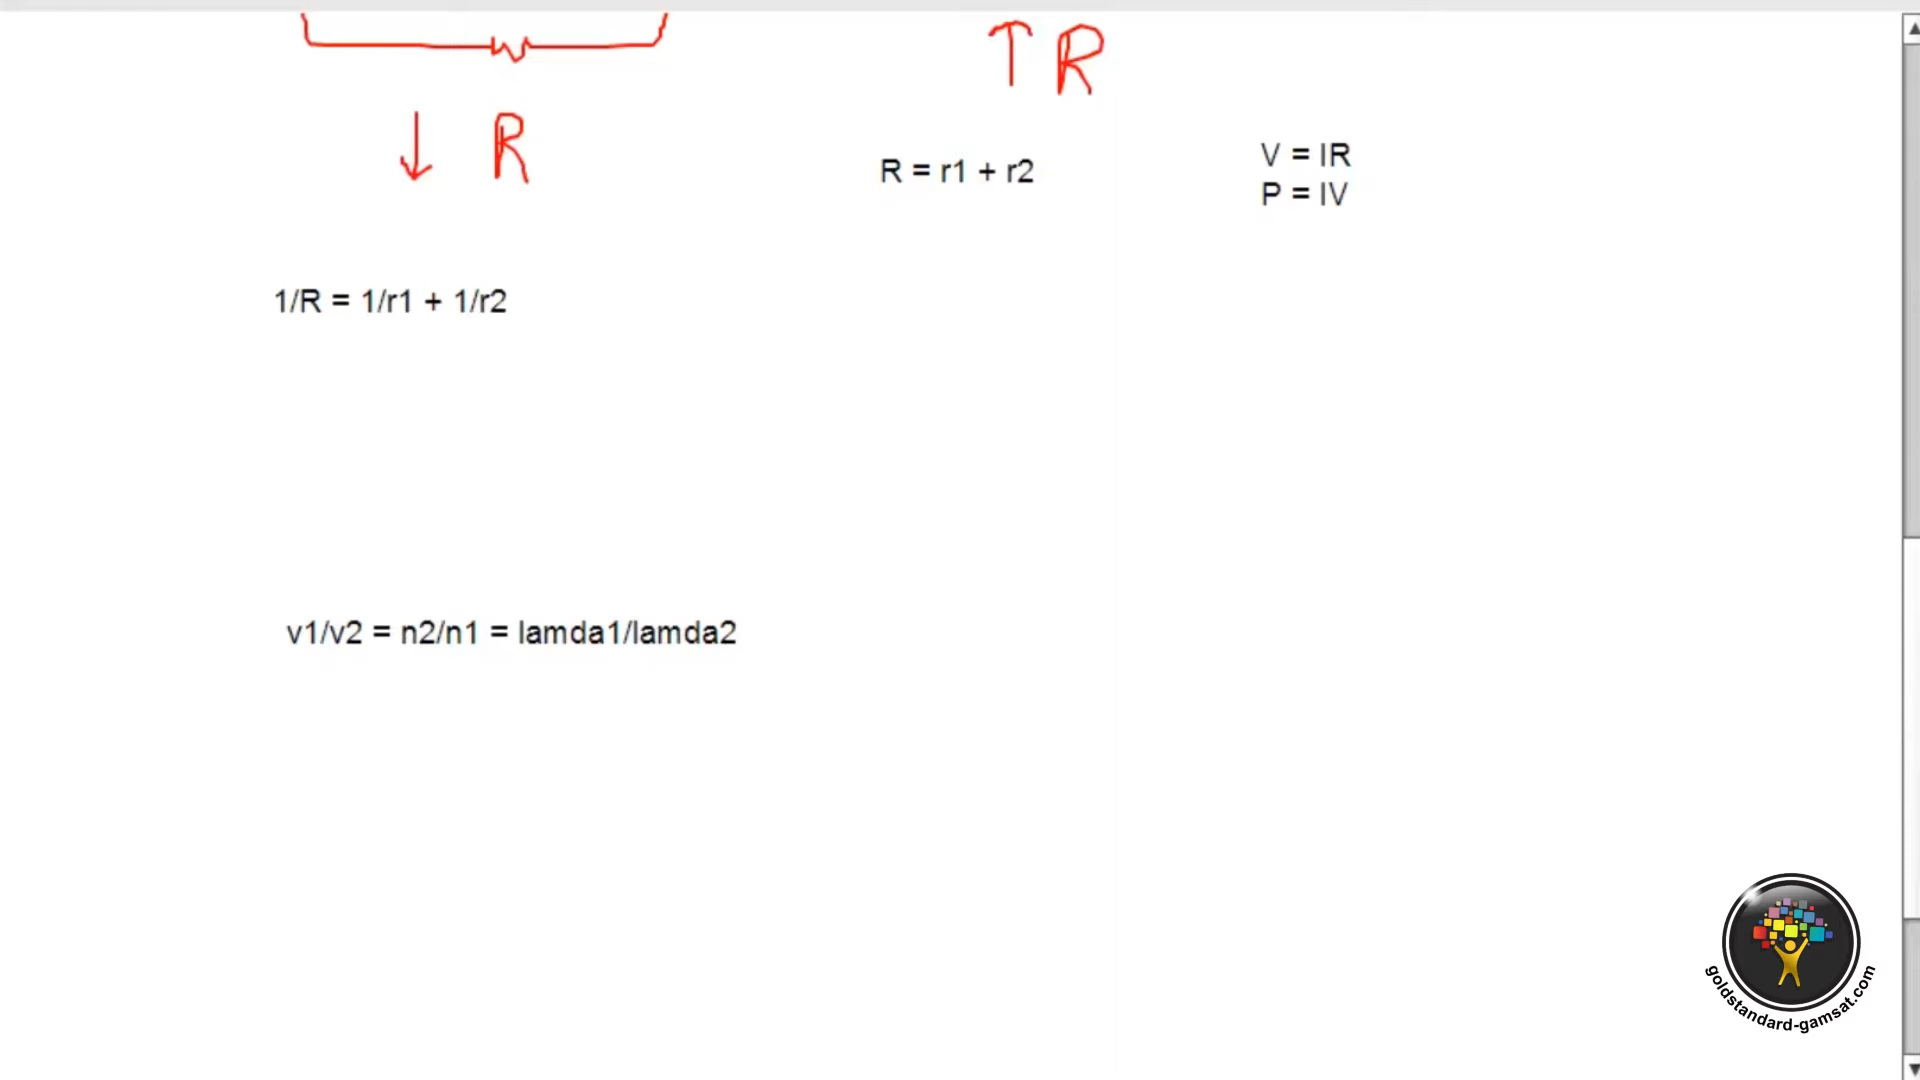 ↑ R
↓ R
R = r1 + r2
V = IR
P = IV
1/R = 1/r1 + 1/r2
v1/v2 = n2/n1 = lamda1/lamda2
goldstandard-gamsat.com